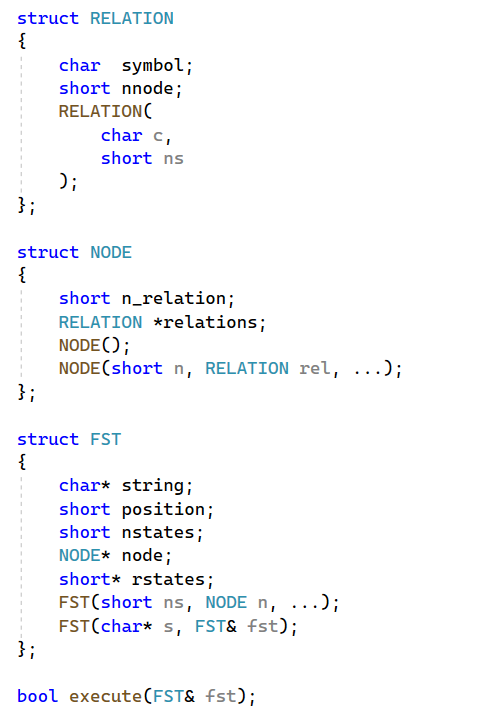 struct RELATION
{
    char  symbol;
    short nnode;
    RELATION(
        char c,
        short ns
    );
};

struct NODE
{
    short n_relation;
    RELATION *relations;
    NODE();
    NODE(short n, RELATION rel, ...);
};

struct FST
{
    char* string;
    short position;
    short nstates;
    NODE* node;
    short* rstates;
    FST(short ns, NODE n, ...);
    FST(char* s, FST& fst);
};

bool execute(FST& fst);